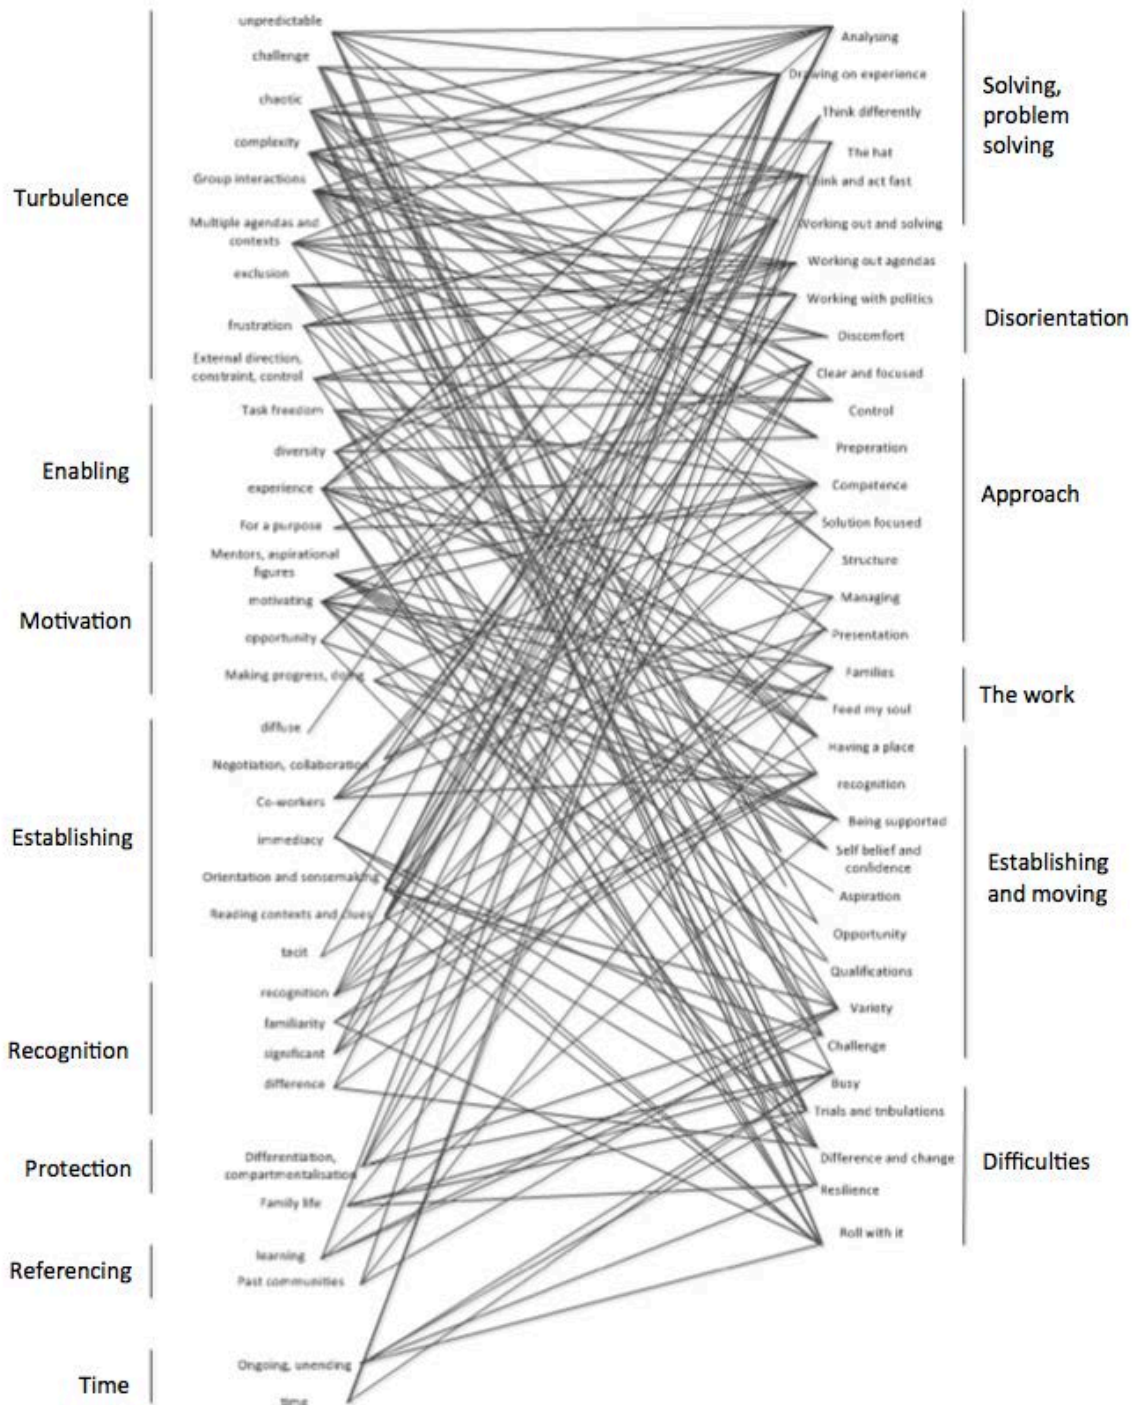 Turbulence
Enabling
Motivation
Establishing
Recognition
Protection
Referencing
Time
unpredictable
challenge
chaotic
complexity
Group interactions
Multiple agendas and
contexts
exclusion
frustration
External direction,
constraint, control
Task freedom
diversity
experience
For a purpose
Mentors, aspirational
figures
motivating
opportunity
Making progress, doing
diffuse
Negotiation, collaboration
Co-workers
immediacy
Orientation and sensemaking
Reading contexts and clues
tacit
recognition
familiarity
significant
difference
Differentiation,
compartmentalisation
Family life
learning
Past communities
Ongoing, unending
time
Analysing
Drawing on experience
Think differently
The hat
Think and act fast
Working out and solving
Working out agendas
Working with politics
Discomfort
Clear and focused
Control
Preperation
Competence
Solution focused
Structure
Managing
Presentation
Families
Feed my soul
Having a place
recognition
Being supported
Self belief and
confidence
Aspiration
Opportunity
Qualifications
Variety
Challenge
Busy
Trials and tribulations
Difference and change
Resilience
Roll with it
Solving,
problem
solving
Disorientation
Approach
The work
Establishing
and moving
Difficulties